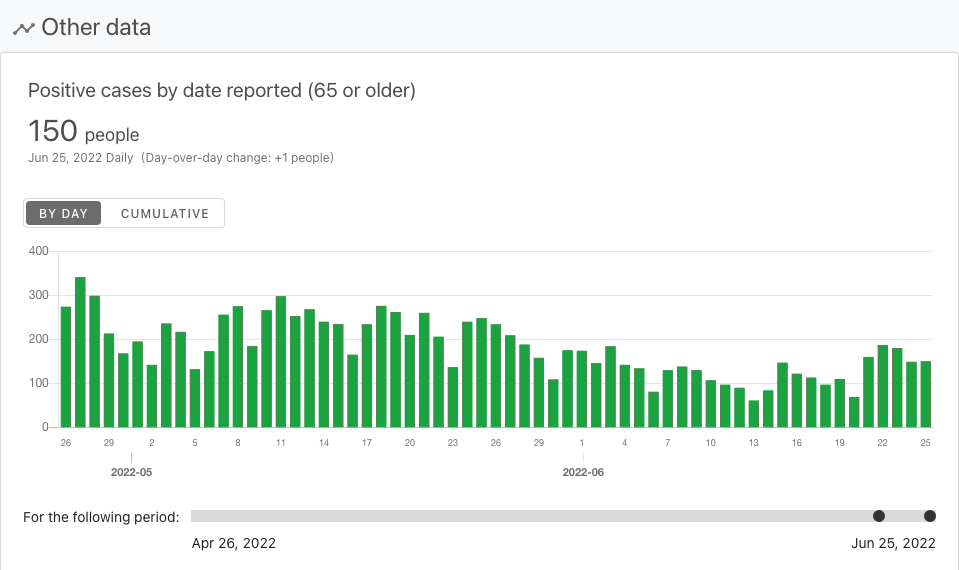 Other data
Positive cases by date reported (65 or older)
150 people
Jun 25, 2022 Daily (Day-over-day change: +1 people)
BY DAY CUMULATIVE
400
300
200
100
0
26 29 2 5 8 11 14 17 20 23 26 29 1 4 7 10 13 16 19 22 25
2022-05 2022-06
For the following period:
Apr 26, 2022 Jun 25, 2022